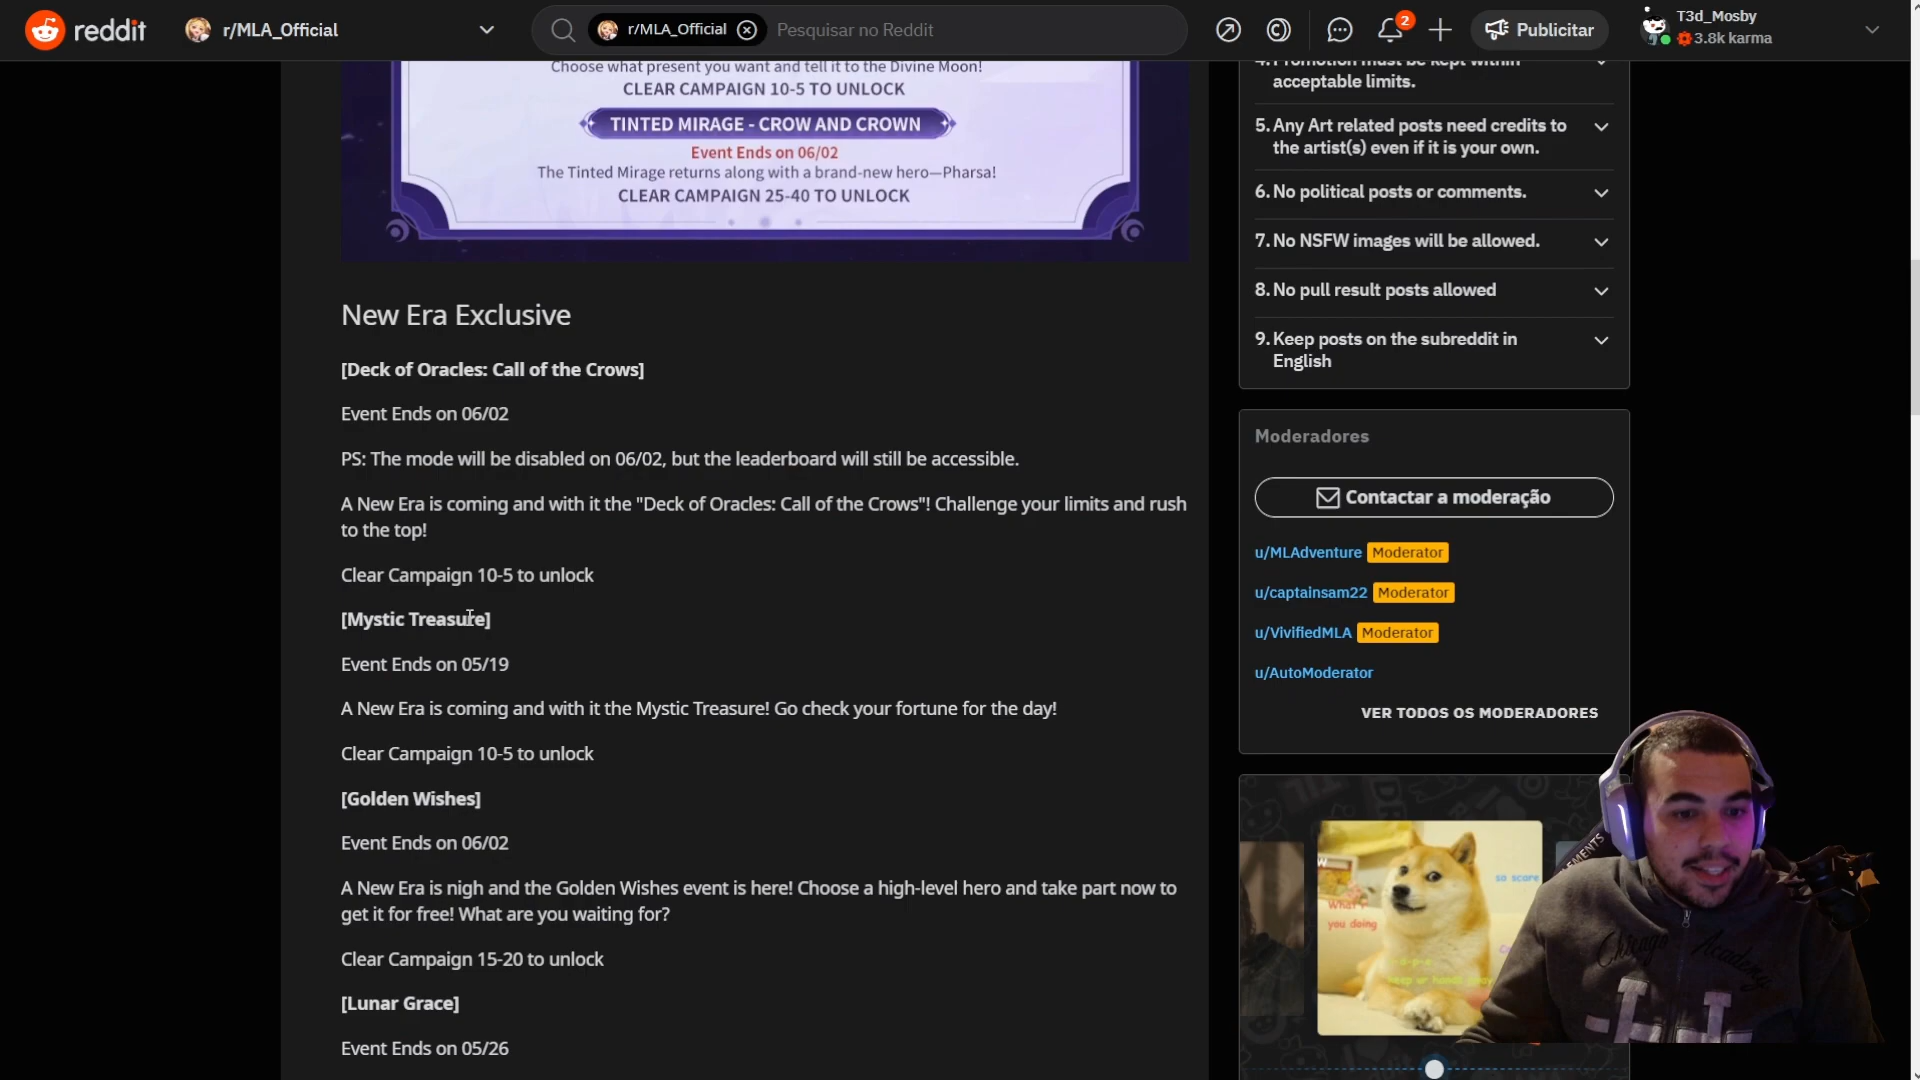 reddit
r/MLA_Official
r/MLA_Official
Pesquisar no Reddit
2
Publicitar
T3d_Mosby
3.8k karma
Choose what present you want and tell it to the Divine Moon!
CLEAR CAMPAIGN 10-5 TO UNLOCK
TINTED MIRAGE - CROW AND CROWN
Event Ends on 06/02
The Tinted Mirage returns along with a brand-new hero—Pharsa!
CLEAR CAMPAIGN 25-40 TO UNLOCK
New Era Exclusive
[Deck of Oracles: Call of the Crows]
Event Ends on 06/02
PS: The mode will be disabled on 06/02, but the leaderboard will still be accessible.
A New Era is coming and with it the "Deck of Oracles: Call of the Crows"! Challenge your limits and rush
to the top!
Clear Campaign 10-5 to unlock
[Mystic Treasure]
Event Ends on 05/19
A New Era is coming and with it the Mystic Treasure! Go check your fortune for the day!
Clear Campaign 10-5 to unlock
[Golden Wishes]
Event Ends on 06/02
A New Era is nigh and the Golden Wishes event is here! Choose a high-level hero and take part now to
get it for free! What are you waiting for?
Clear Campaign 15-20 to unlock
[Lunar Grace]
Event Ends on 05/26
4. Promotion must be kept within
acceptable limits.
5. Any Art related posts need credits to
the artist(s) even if it is your own.
6. No political posts or comments.
7. No NSFW images will be allowed.
8. No pull result posts allowed
9. Keep posts on the subreddit in
English
Moderadores
Contactar a moderação
u/MLAdventure Moderator
u/captainsam22 Moderator
u/VivifiedMLA Moderator
u/AutoModerator
VER TODOS OS MODERADORES
so scare
you doing